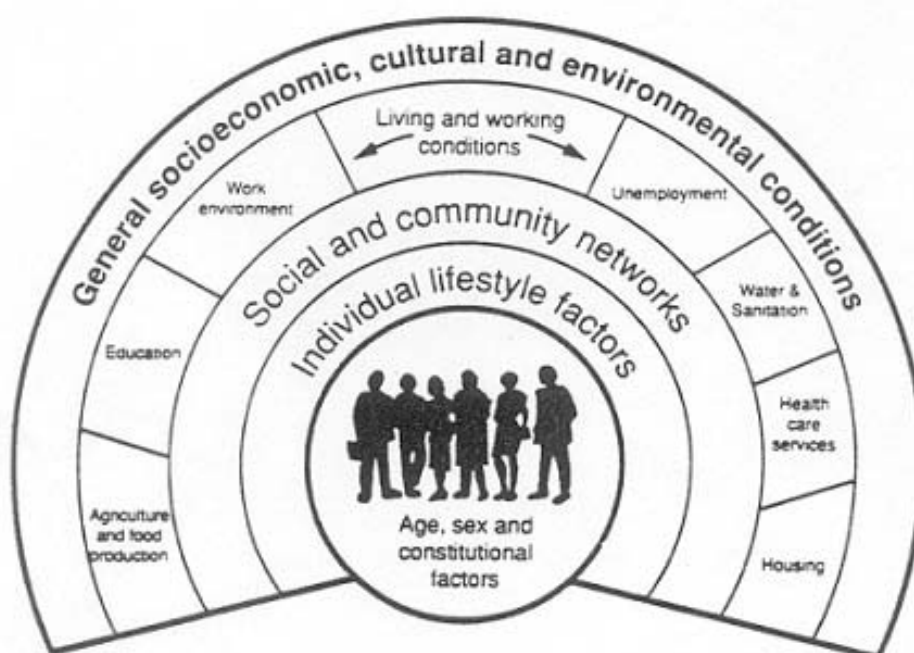 General socioeconomic, cultural and environmental conditions
Living and working
conditions
Work
environment
Unemployment
Social and community networks
Individual lifestyle factors
Education
Water &
Sanitation
Agriculture
and food
production
Health
care
services
Housing
Age, sex and
constitutional
factors